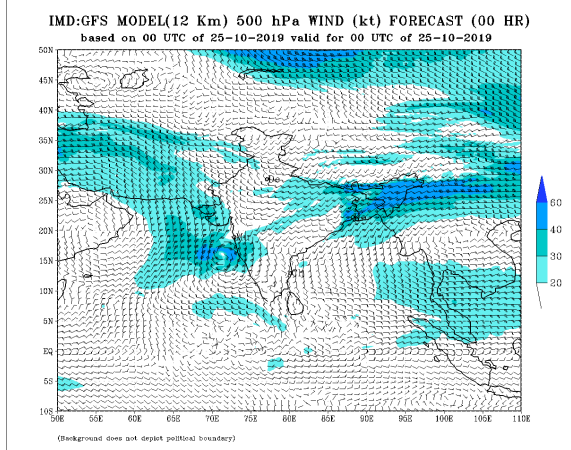 IMD:GFS MODEL(12 Km) 500 hPa WIND (kt) FORECAST (00 HR)
based on 00 UTC of 25-10-2019 valid for 00 UTC of 25-10-2019
50N
45N
40N
35N
30N
25N
20N
15N
10N
5N
EQ
5S
10S
60
40
30
20
50E 55E 60E 65E 70E 75E 80E 85E 90E 95E 100E 105E 110E
(Background does not depict political boundary)